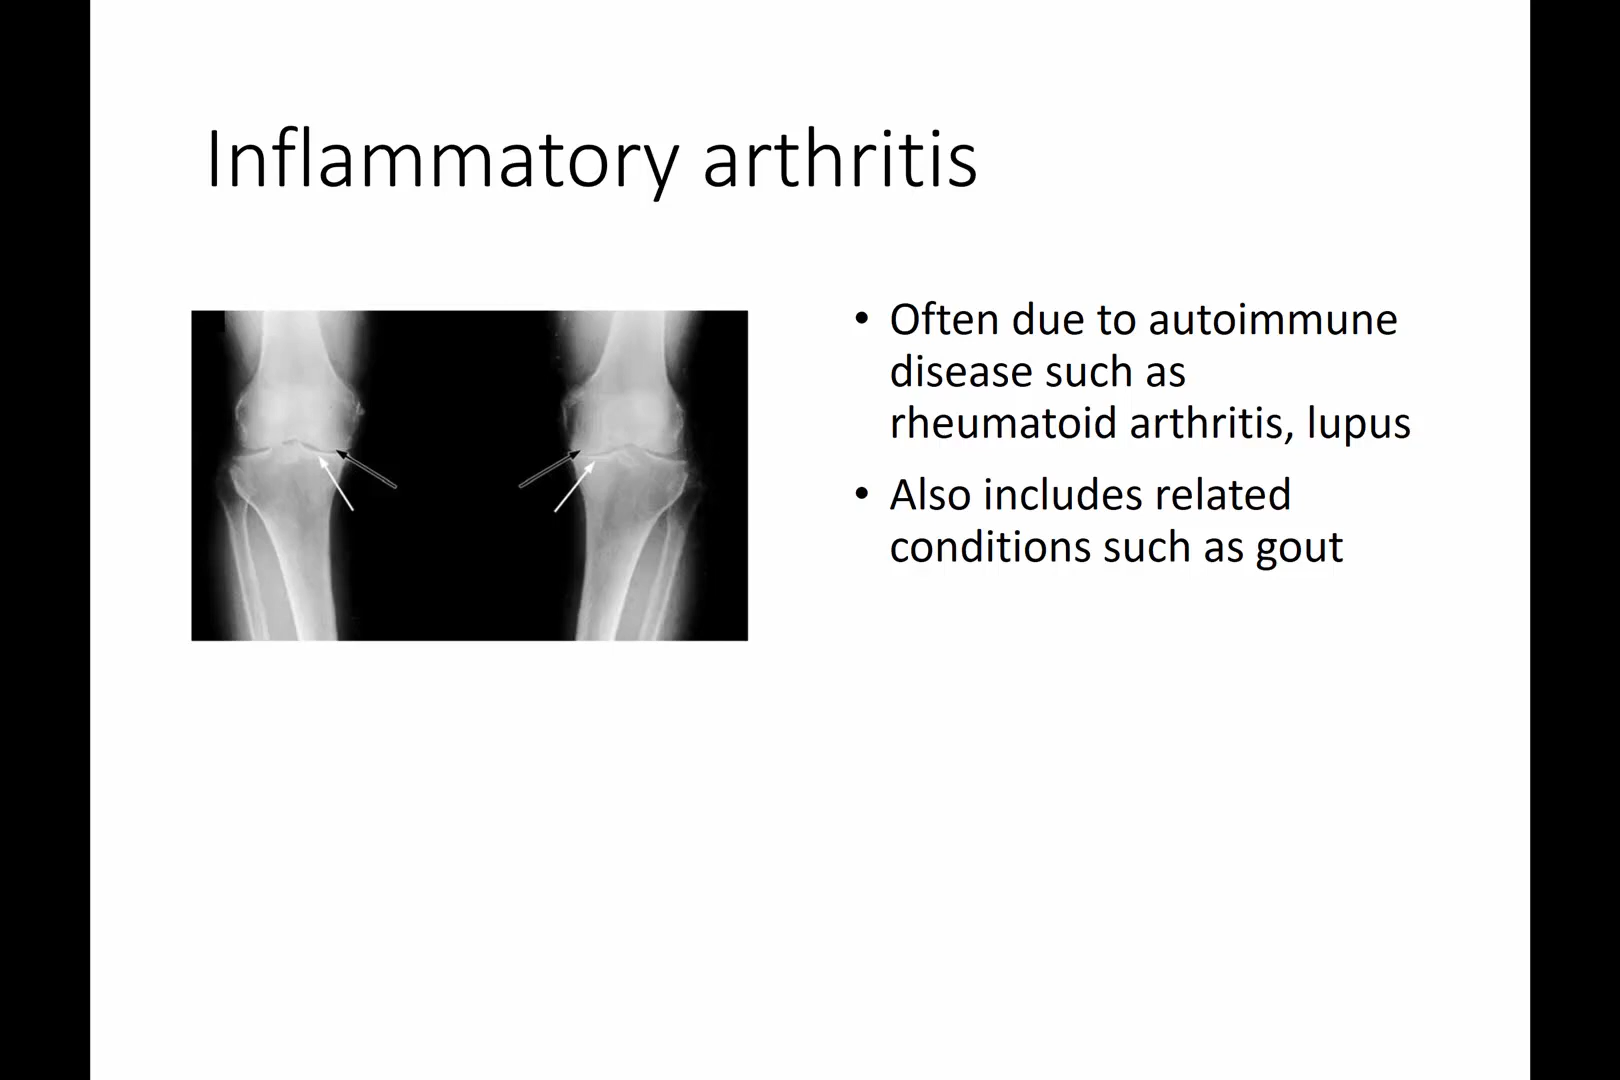 Inflammatory arthritis
• Often due to autoimmune
disease such as
rheumatoid arthritis, lupus
• Also includes related
conditions such as gout